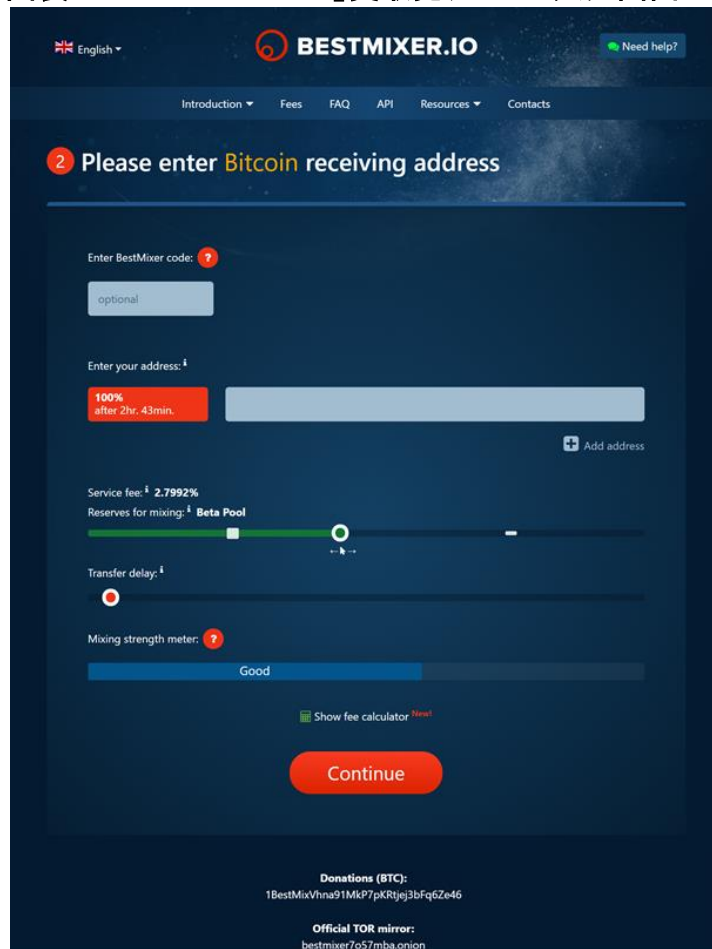 English
BESTMIXER.IO
Need help?
Introduction Fees FAQ API Resources Contacts
2 Please enter Bitcoin receiving address
Enter BestMixer code: ?
optional
Enter your address: i
100%
after 2hr. 43min.
Add address
Service fee: i 2.7992%
Reserves for mixing: i Beta Pool
Transfer delay: i
Mixing strength meter: ?
Good
Show fee calculator New!
Continue
Donations (BTC):
1BestMixVhna91MkP7pKRtjej3bFq6Ze46
Official TOR mirror:
bestmixer7o57mba.onion